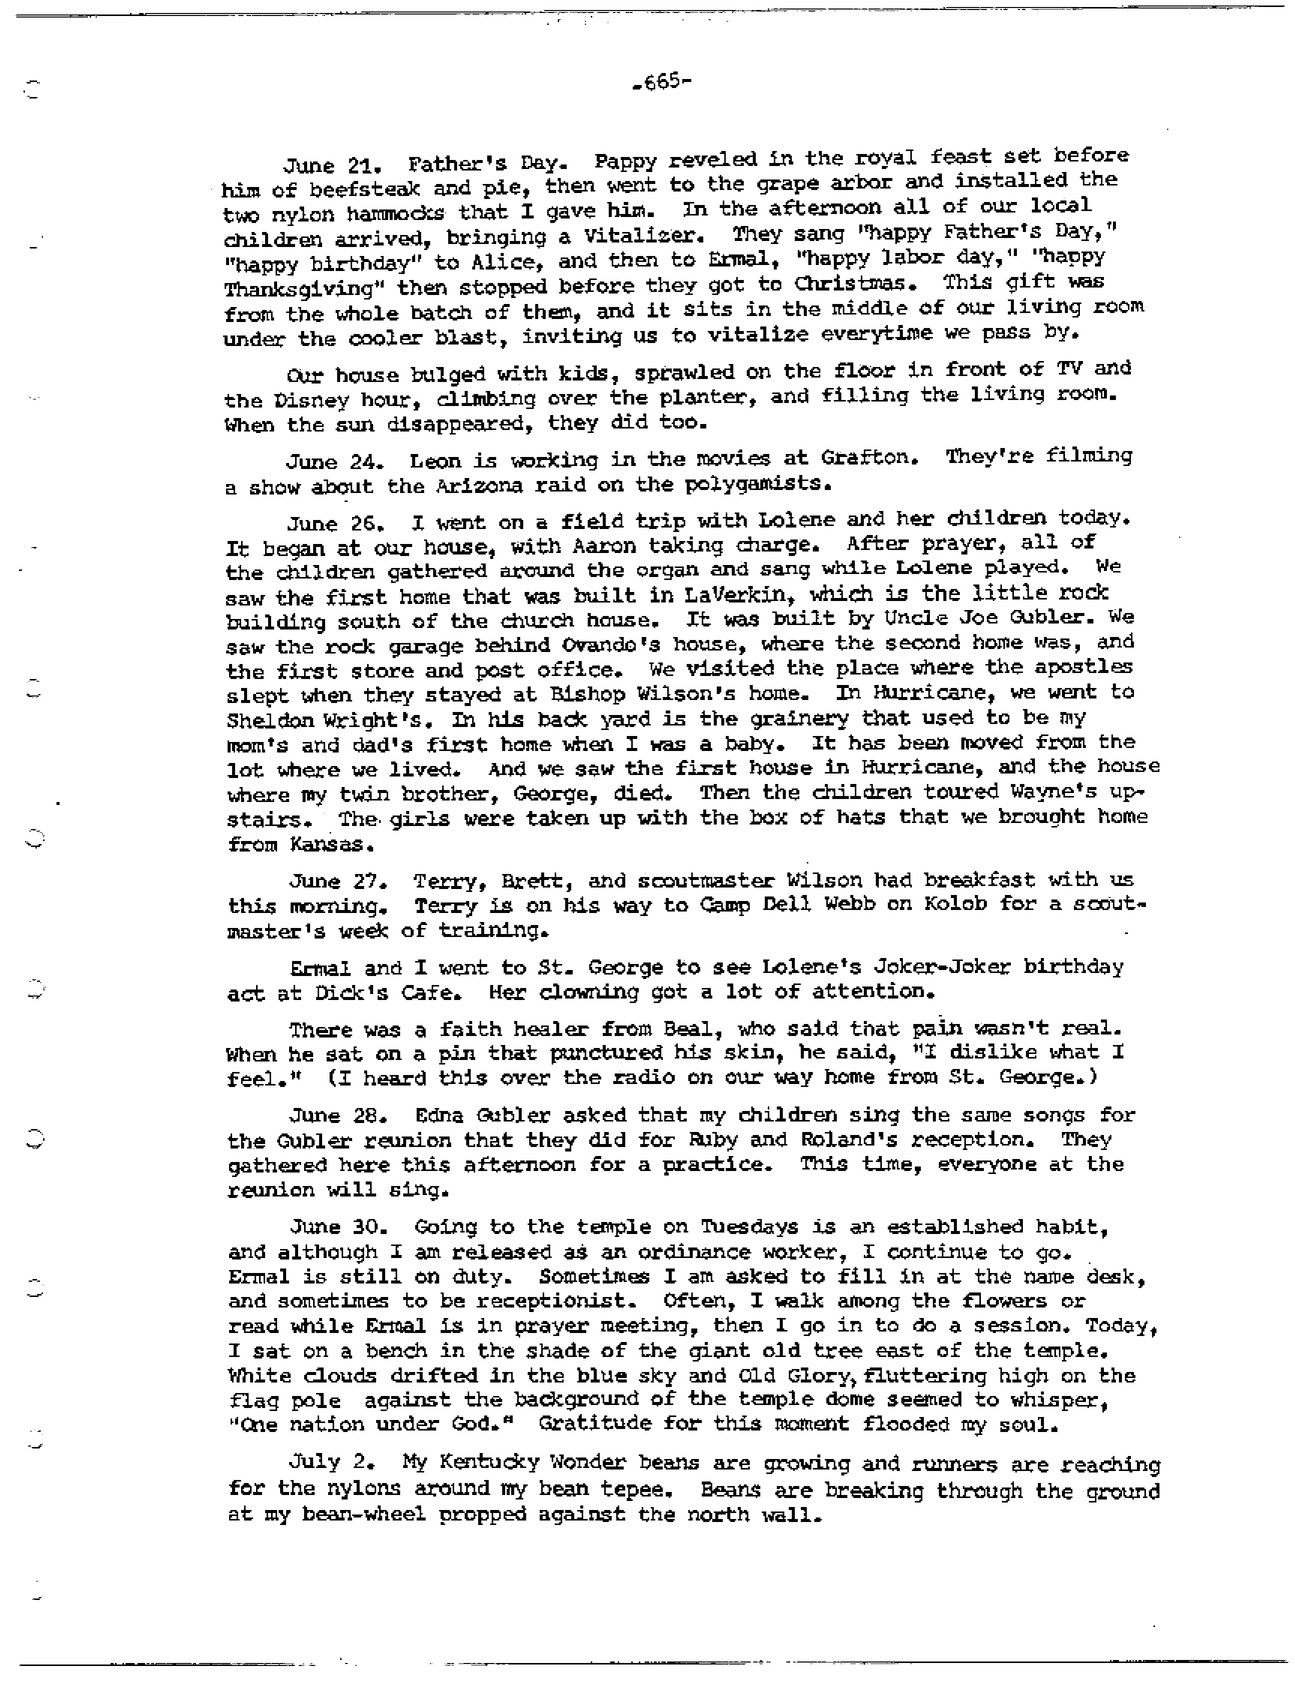 -665-
June 21. Father's Day. Pappy reveled in the royal feast set before
him of beefsteak and pie, then went to the grape arbor and installed the
two nylon hammocks that I gave him. In the afternoon all of our local
children arrived, bringing a Vitalizer. They sang "happy Father's Day,"
"happy birthday" to Alice, and then to Ermal, "happy labor day," "happy
Thanksgiving" then stopped before they got to Christmas. This gift was
from the whole batch of them, and it sits in the middle of our living room
under the cooler blast, inviting us to vitalize everytime we pass by.
Our house bulged with kids, sprawled on the floor in front of TV and
the Disney hour, climbing over the planter, and filling the living room.
When the sun disappeared, they did too.
June 24. Leon is working in the movies at Grafton. They're filming
a show about the Arizona raid on the polygamists.
June 26. I went on a field trip with Lolene and her children today.
It began at our house, with Aaron taking charge. After prayer, all of
the children gathered around the organ and sang while Lolene played. We
saw the first home that was built in LaVerkin, which is the little rock
building south of the church house. It was built by Uncle Joe Gubler. We
saw the rock garage behind Ovando's house, where the second home was, and
the first store and post office. We visited the place where the apostles
slept when they stayed at Bishop Wilson's home. In Hurricane, we went to
Sheldon Wright's. In his back yard is the grainery that used to be my
mom's and dad's first home when I was a baby. It has been moved from the
lot where we lived. And we saw the first house in Hurricane, and the house
where my twin brother, George, died. Then the children toured Wayne's up-
stairs. The girls were taken up with the box of hats that we brought home
from Kansas.
June 27. Terry, Brett, and scoutmaster Wilson had breakfast with us
this morning. Terry is on his way to Camp Dell Webb on Kolob for a scout-
master's week of training.
Ermal and I went to St. George to see Lolene's Joker-Joker birthday
act at Dick's Cafe. Her clowning got a lot of attention.
There was a faith healer from Beal, who said that pain wasn't real.
When he sat on a pin that punctured his skin, he said, "I dislike what I
feel." (I heard this over the radio on our way home from St. George.)
June 28. Edna Gubler asked that my children sing the same songs for
the Gubler reunion that they did for Ruby and Roland's reception. They
gathered here this afternoon for a practice. This time, everyone at the
reunion will sing.
June 30. Going to the temple on Tuesdays is an established habit,
and although I am released as an ordinance worker, I continue to go.
Ermal is still on duty. Sometimes I am asked to fill in at the name desk,
and sometimes to be receptionist. Often, I walk among the flowers or
read while Ermal is in prayer meeting, then I go in to do a session. Today,
I sat on a bench in the shade of the giant old tree east of the temple.
White clouds drifted in the blue sky and Old Glory, fluttering high on the
flag pole against the background of the temple dome seemed to whisper,
"One nation under God." Gratitude for this moment flooded my soul.
July 2. My Kentucky Wonder beans are growing and runners are reaching
for the nylons around my bean tepee. Beans are breaking through the ground
at my bean-wheel propped against the north wall.